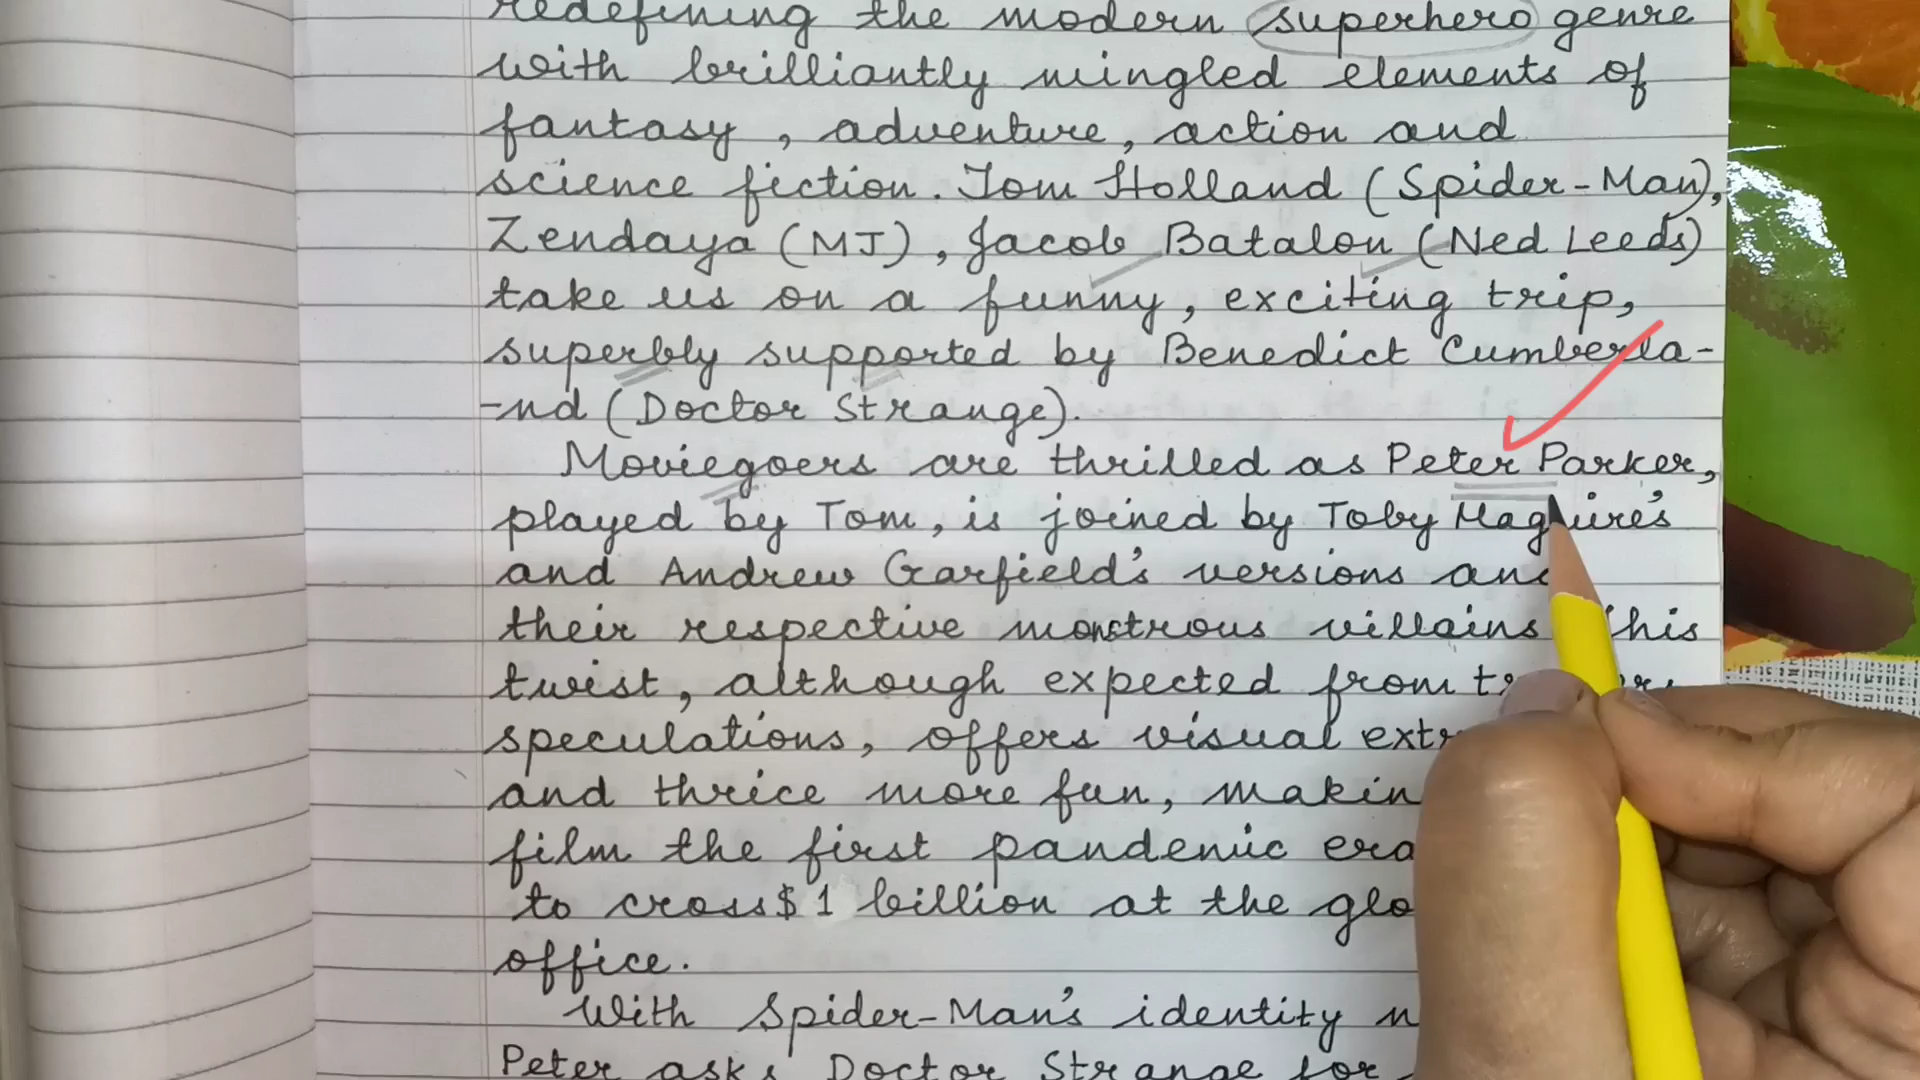 redefining the modern superhero genre
with brilliantly mingled elements of
fantasy, adventure, action and
science fiction. Tom Holland (Spider-Man),
Zendaya (MJ), Jacob Batalon (Ned Leeds)
take us on a funny, exciting trip,
superbly supported by Benedict Cumberla-
-nd (Doctor Strange).
Moviegoers are thrilled as Peter Parker,
played by Tom, is joined by Toby Maguire's
and Andrew Garfield's versions and
their respective monstrous villains This
twist, although expected from
speculations, offers visual
and thrice more fun,
film the first pandemic era
to cross $1 billion at the
office.
With Spider-Man's identity
Peter asks Doctor Strange for